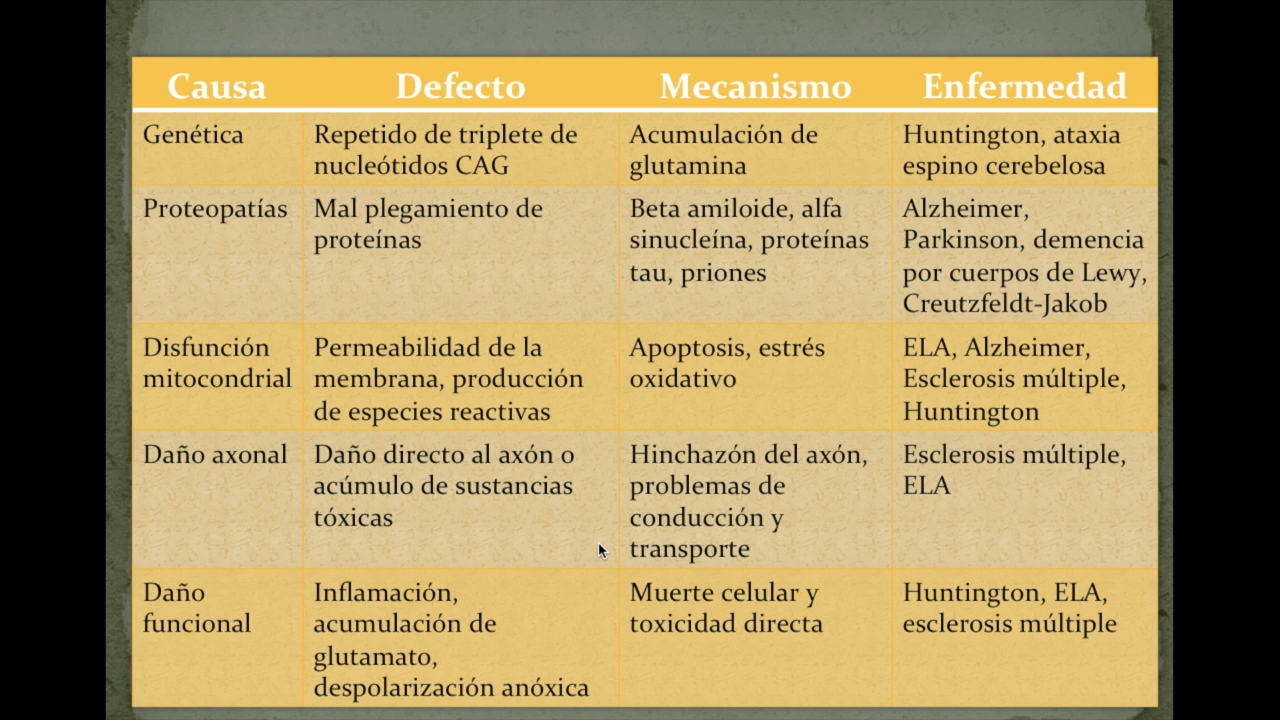 Causa Defecto Mecanismo Enfermedad
Genética
Repetido de triplete de
nucleótidos CAG
Acumulación de
glutamina
Huntington, ataxia
espino cerebelosa
Proteopatías
Mal plegamiento de
proteínas
Beta amiloide, alfa
sinucleína, proteínas
tau, priones
Alzheimer,
Parkinson, demencia
por cuerpos de Lewy,
Creutzfeldt-Jakob
Disfunción
mitocondrial
Permeabilidad de la
membrana, producción
de especies reactivas
Apoptosis, estrés
oxidativo
ELA, Alzheimer,
Esclerosis múltiple,
Huntington
Daño axonal
Daño directo al axón o
acúmulo de sustancias
tóxicas
Hinchazón del axón,
problemas de
conducción y
transporte
Esclerosis múltiple,
ELA
Daño
funcional
Inflamación,
acumulación de
glutamato,
despolarización anóxica
Muerte celular y
toxicidad directa
Huntington, ELA,
esclerosis múltiple